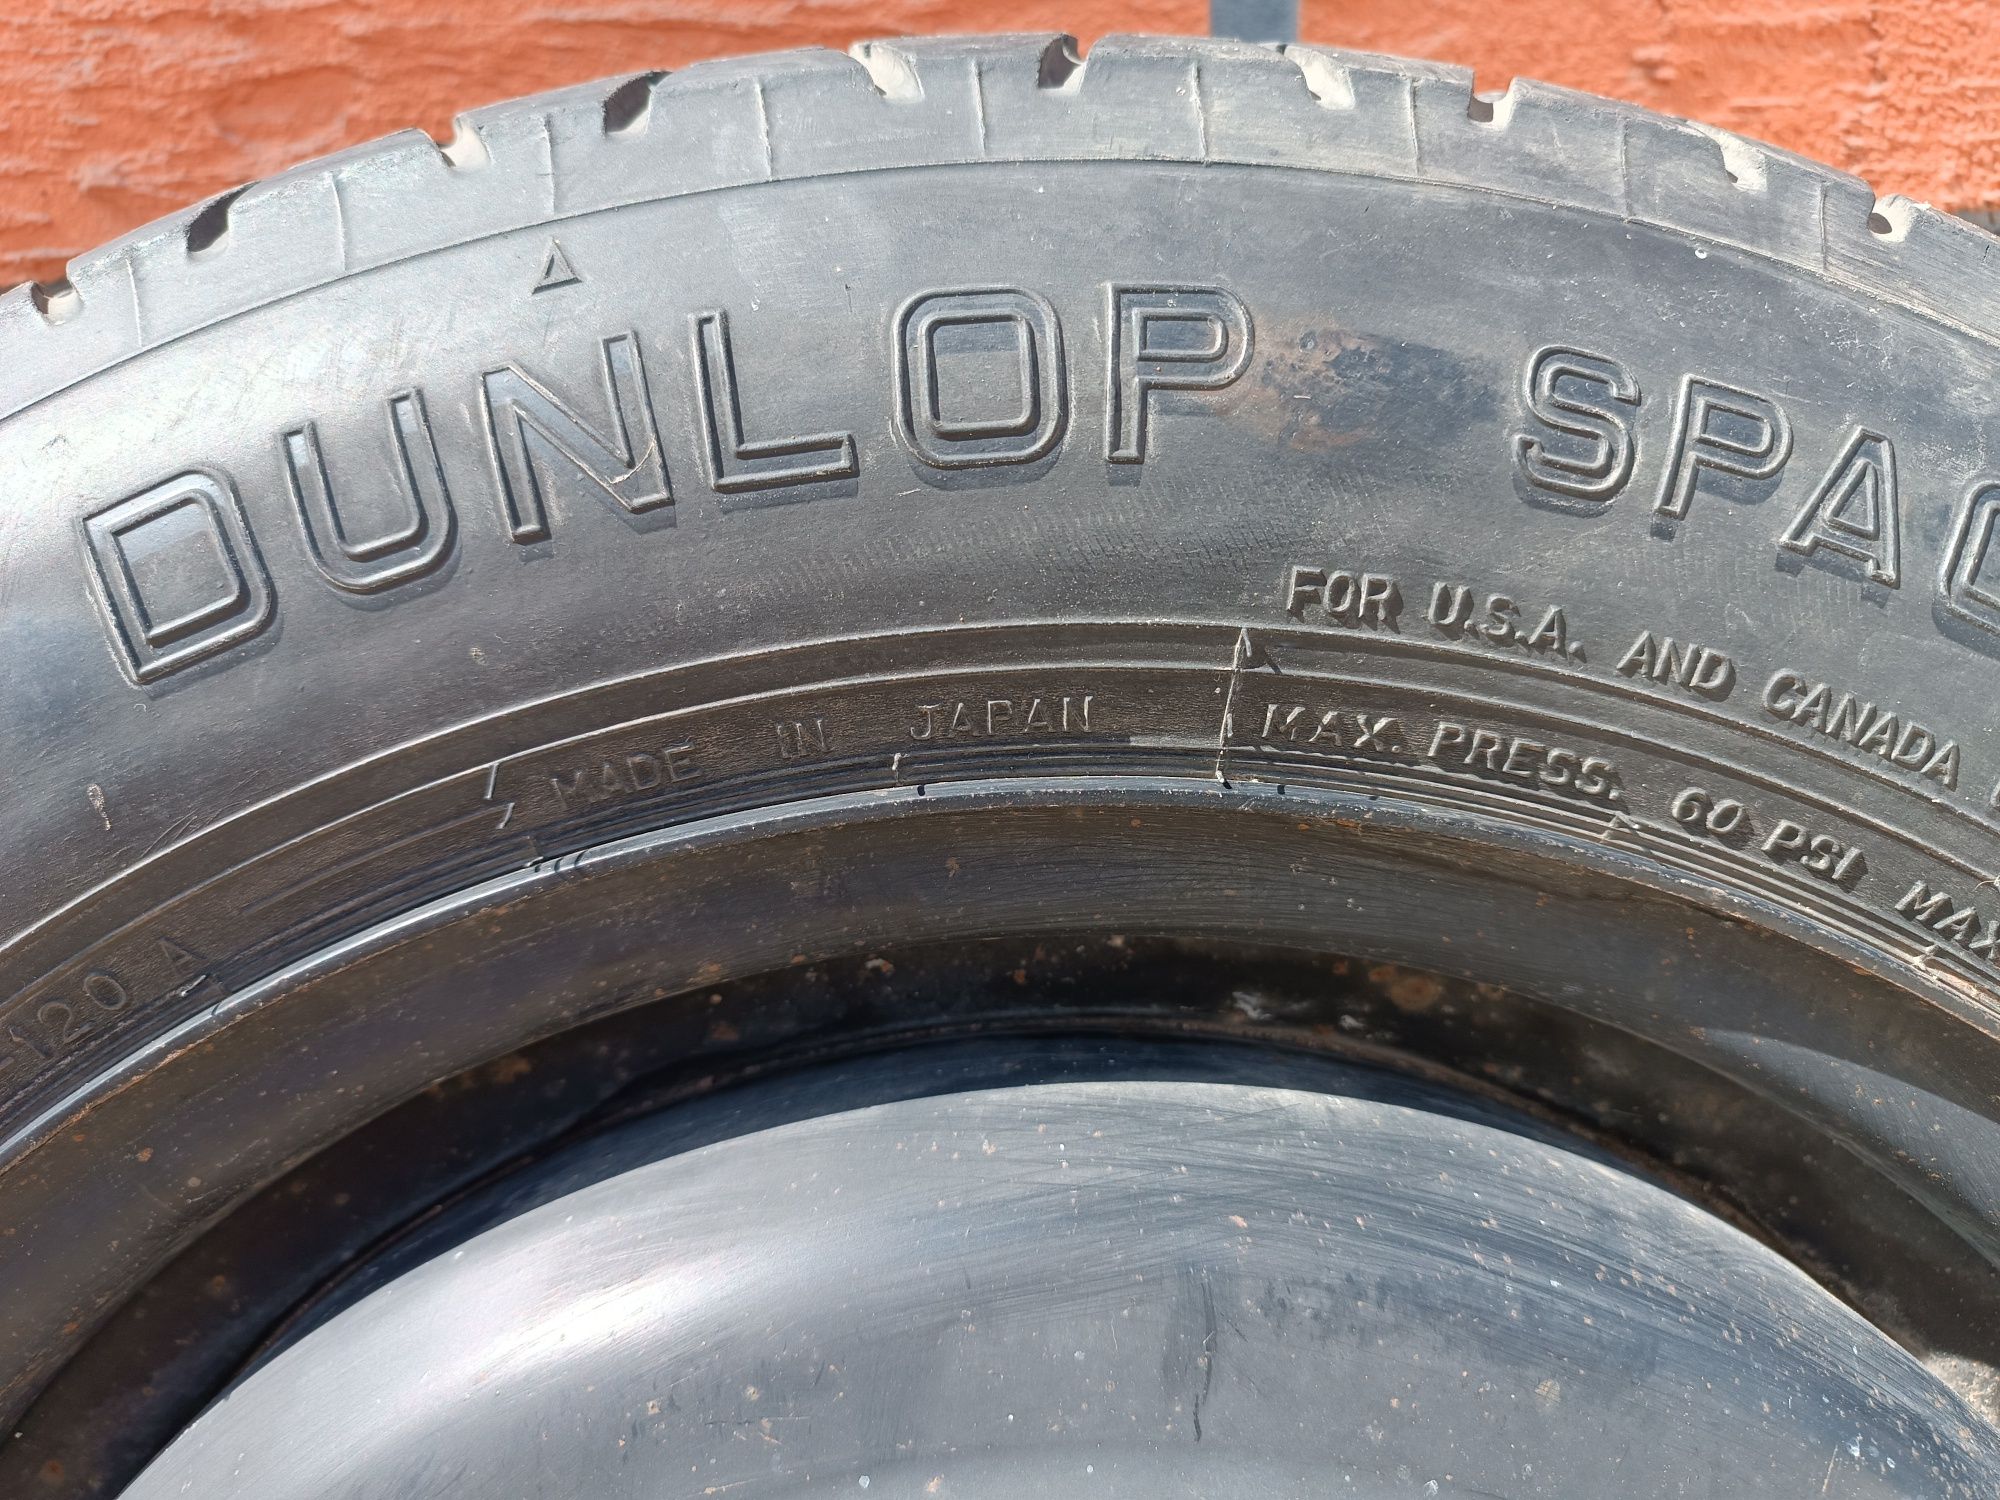 DUNLOP SPAC
FOR U.S.A. AND CANADA
MADE IN JAPAN
MAX. PRESS. 60 PSI MAX
120 A